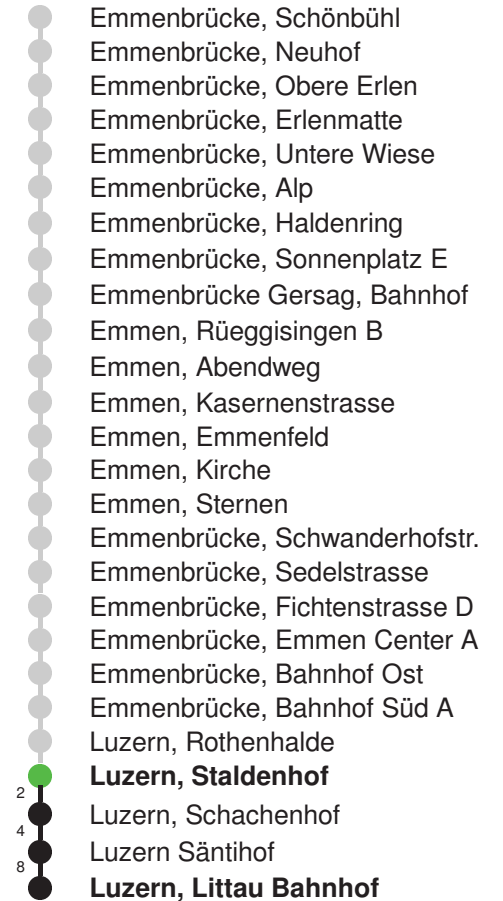 Emmenbrücke, Schönbühl
Emmenbrücke, Neuhof
Emmenbrücke, Obere Erlen
Emmenbrücke, Erlenmatte
Emmenbrücke, Untere Wiese
Emmenbrücke, Alp
Emmenbrücke, Haldenring
Emmenbrücke, Sonnenplatz E
Emmenbrücke Gersag, Bahnhof
Emmen, Rüeggisingen B
Emmen, Abendweg
Emmen, Kasernenstrasse
Emmen, Emmenfeld
Emmen, Kirche
Emmen, Sternen
Emmenbrücke, Schwanderhofstr.
Emmenbrücke, Sedelstrasse
Emmenbrücke, Fichtenstrasse D
Emmenbrücke, Emmen Center A
Emmenbrücke, Bahnhof Ost
Emmenbrücke, Bahnhof Süd A
Luzern, Rothenhalde
Luzern, Staldenhof
2
Luzern, Schachenhof
4
Luzern Säntihof
8
Luzern, Littau Bahnhof